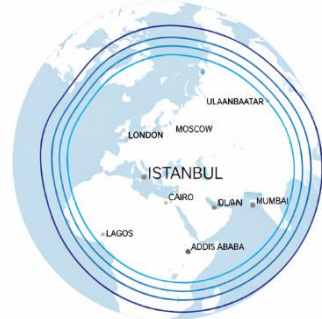 ULAANBAATAR
MOSCOW
LONDON
ISTANBUL
CAIRO
MUMBAI
LAGOS
ADDIS ABABA